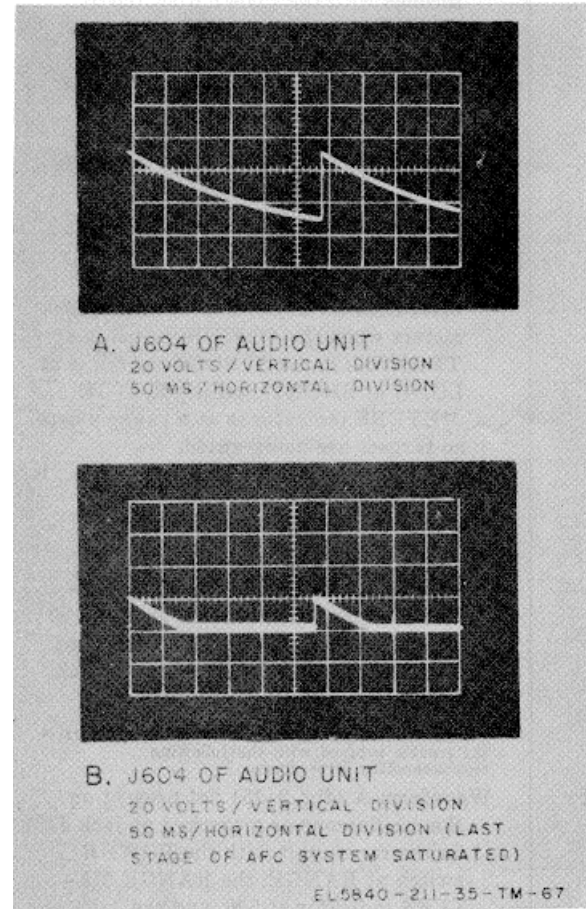 A. J604 OF AUDIO UNIT
20 VOLTS/VERTICAL DIVISION
50 MS/HORIZONTAL DIVISION
B. J604 OF AUDIO UNIT
20 VOLTS/VERTICAL DIVISION
50 MS/HORIZONTAL DIVISION (LAST
STAGE OF AFC SYSTEM SATURATED)
EL5840-211-35-TM-67